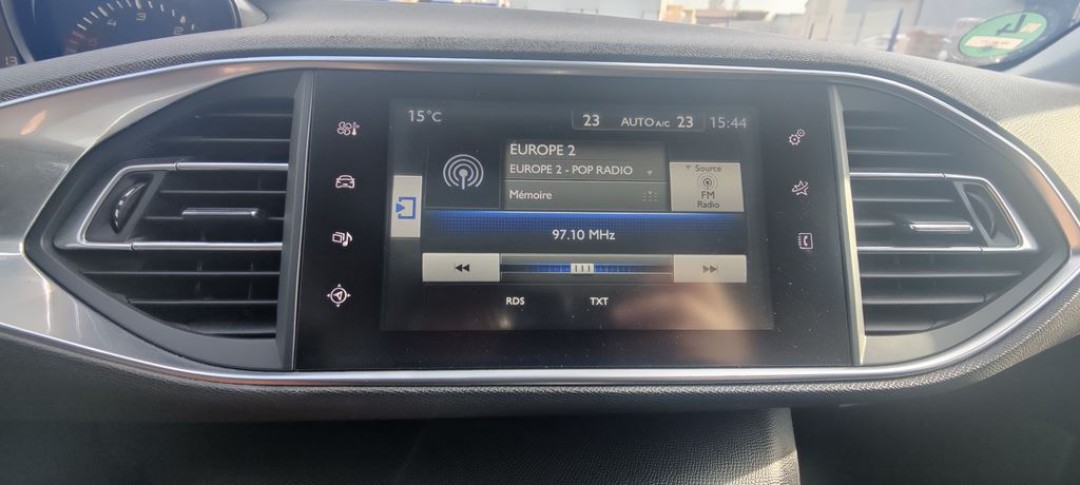 15°C
23 AUTO A/C 23 15:44
EUROPE 2
EUROPE 2 - POP RADIO
Mémoire
Source
FM
Radio
97.10 MHz
RDS TXT